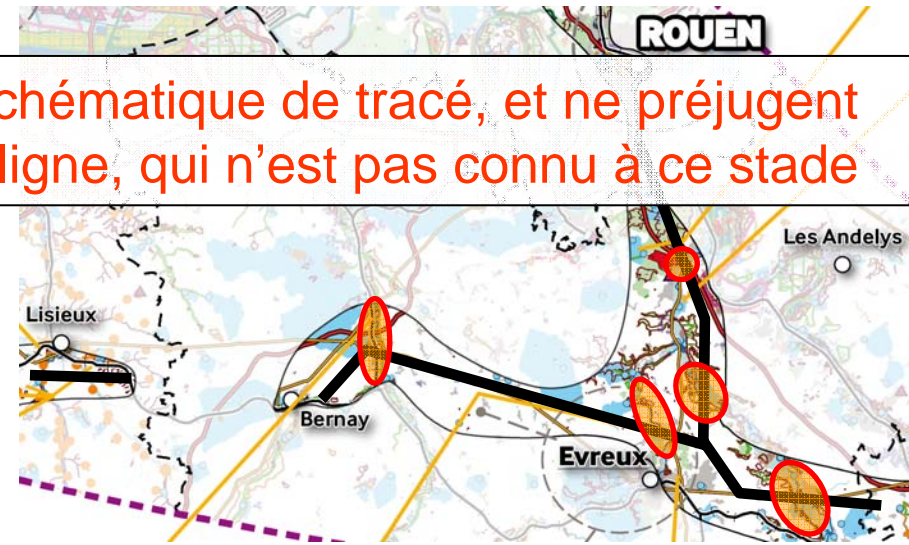 ROUEN
chématique de tracé, et ne préjugent
ligne, qui n'est pas connu à ce stade
Les Andelys
Lisieux
Bernay
Evreux